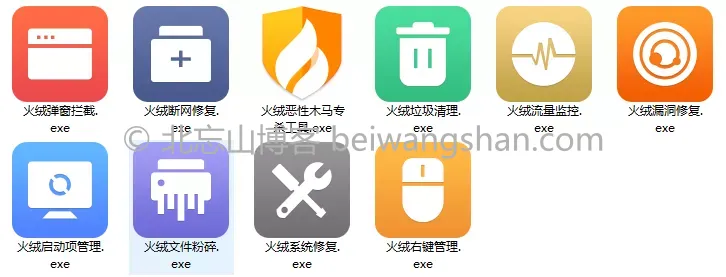 火绒弹窗拦截.
exe
火绒断网修复.
exe
火绒恶性木马专
杀工具.exe
火绒垃圾清理.
exe
火绒流量监控.
exe
火绒漏洞修复.
exe
© 北忘山博客 beiwangshan.com
火绒启动项管理.
exe
火绒文件粉碎.
exe
火绒系统修复.
exe
火绒右键管理.
exe